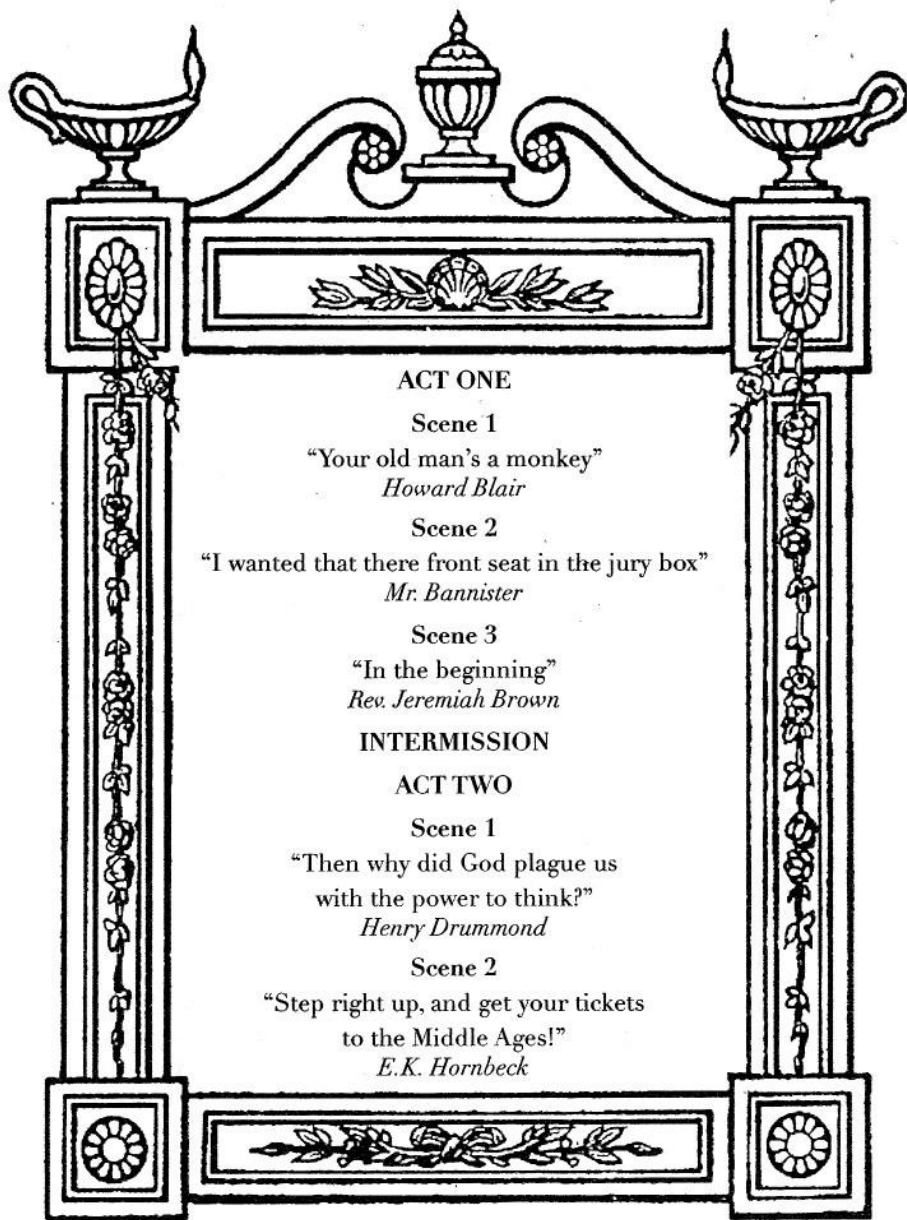 ACT ONE
Scene 1
“Your old man’s a monkey”
Howard Blair
Scene 2
“I wanted that there front seat in the jury box”
Mr. Bannister
Scene 3
“In the beginning”
Rev. Jeremiah Brown
INTERMISSION
ACT TWO
Scene 1
“Then why did God plague us
with the power to think?”
Henry Drummond
Scene 2
“Step right up, and get your tickets
to the Middle Ages!”
E.K. Hornbeck